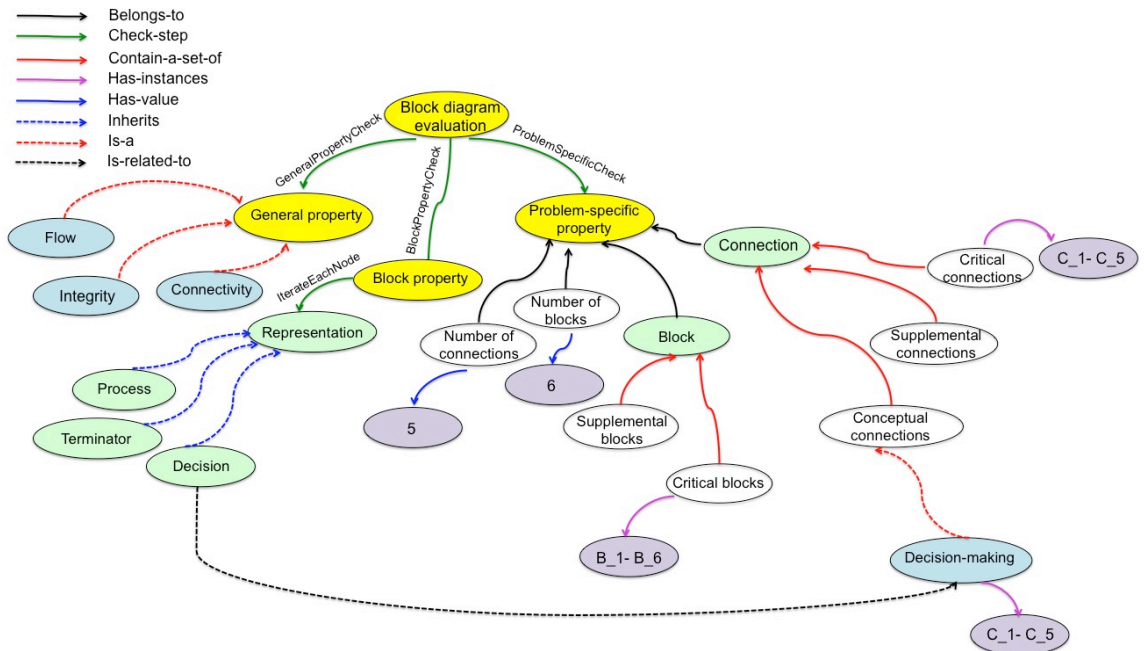 Belongs-to
Check-step
Contain-a-set-of
Has-instances
Has-value
Inherits
Is-a
Is-related-to
Block diagram
evaluation
GeneralPropertyCheck
BlockPropertyCheck
ProblemSpecificCheck
General property
Problem-specific
property
Flow
Integrity
Connectivity
Block property
IterateEachNode
Representation
Connection
Critical
connections
C_1- C_5
Number of
blocks
Number of
connections
Block
Supplemental
connections
Process
6
5
Supplemental
blocks
Conceptual
connections
Terminator
Decision
Critical blocks
B_1- B_6
Decision-making
C_1- C_5